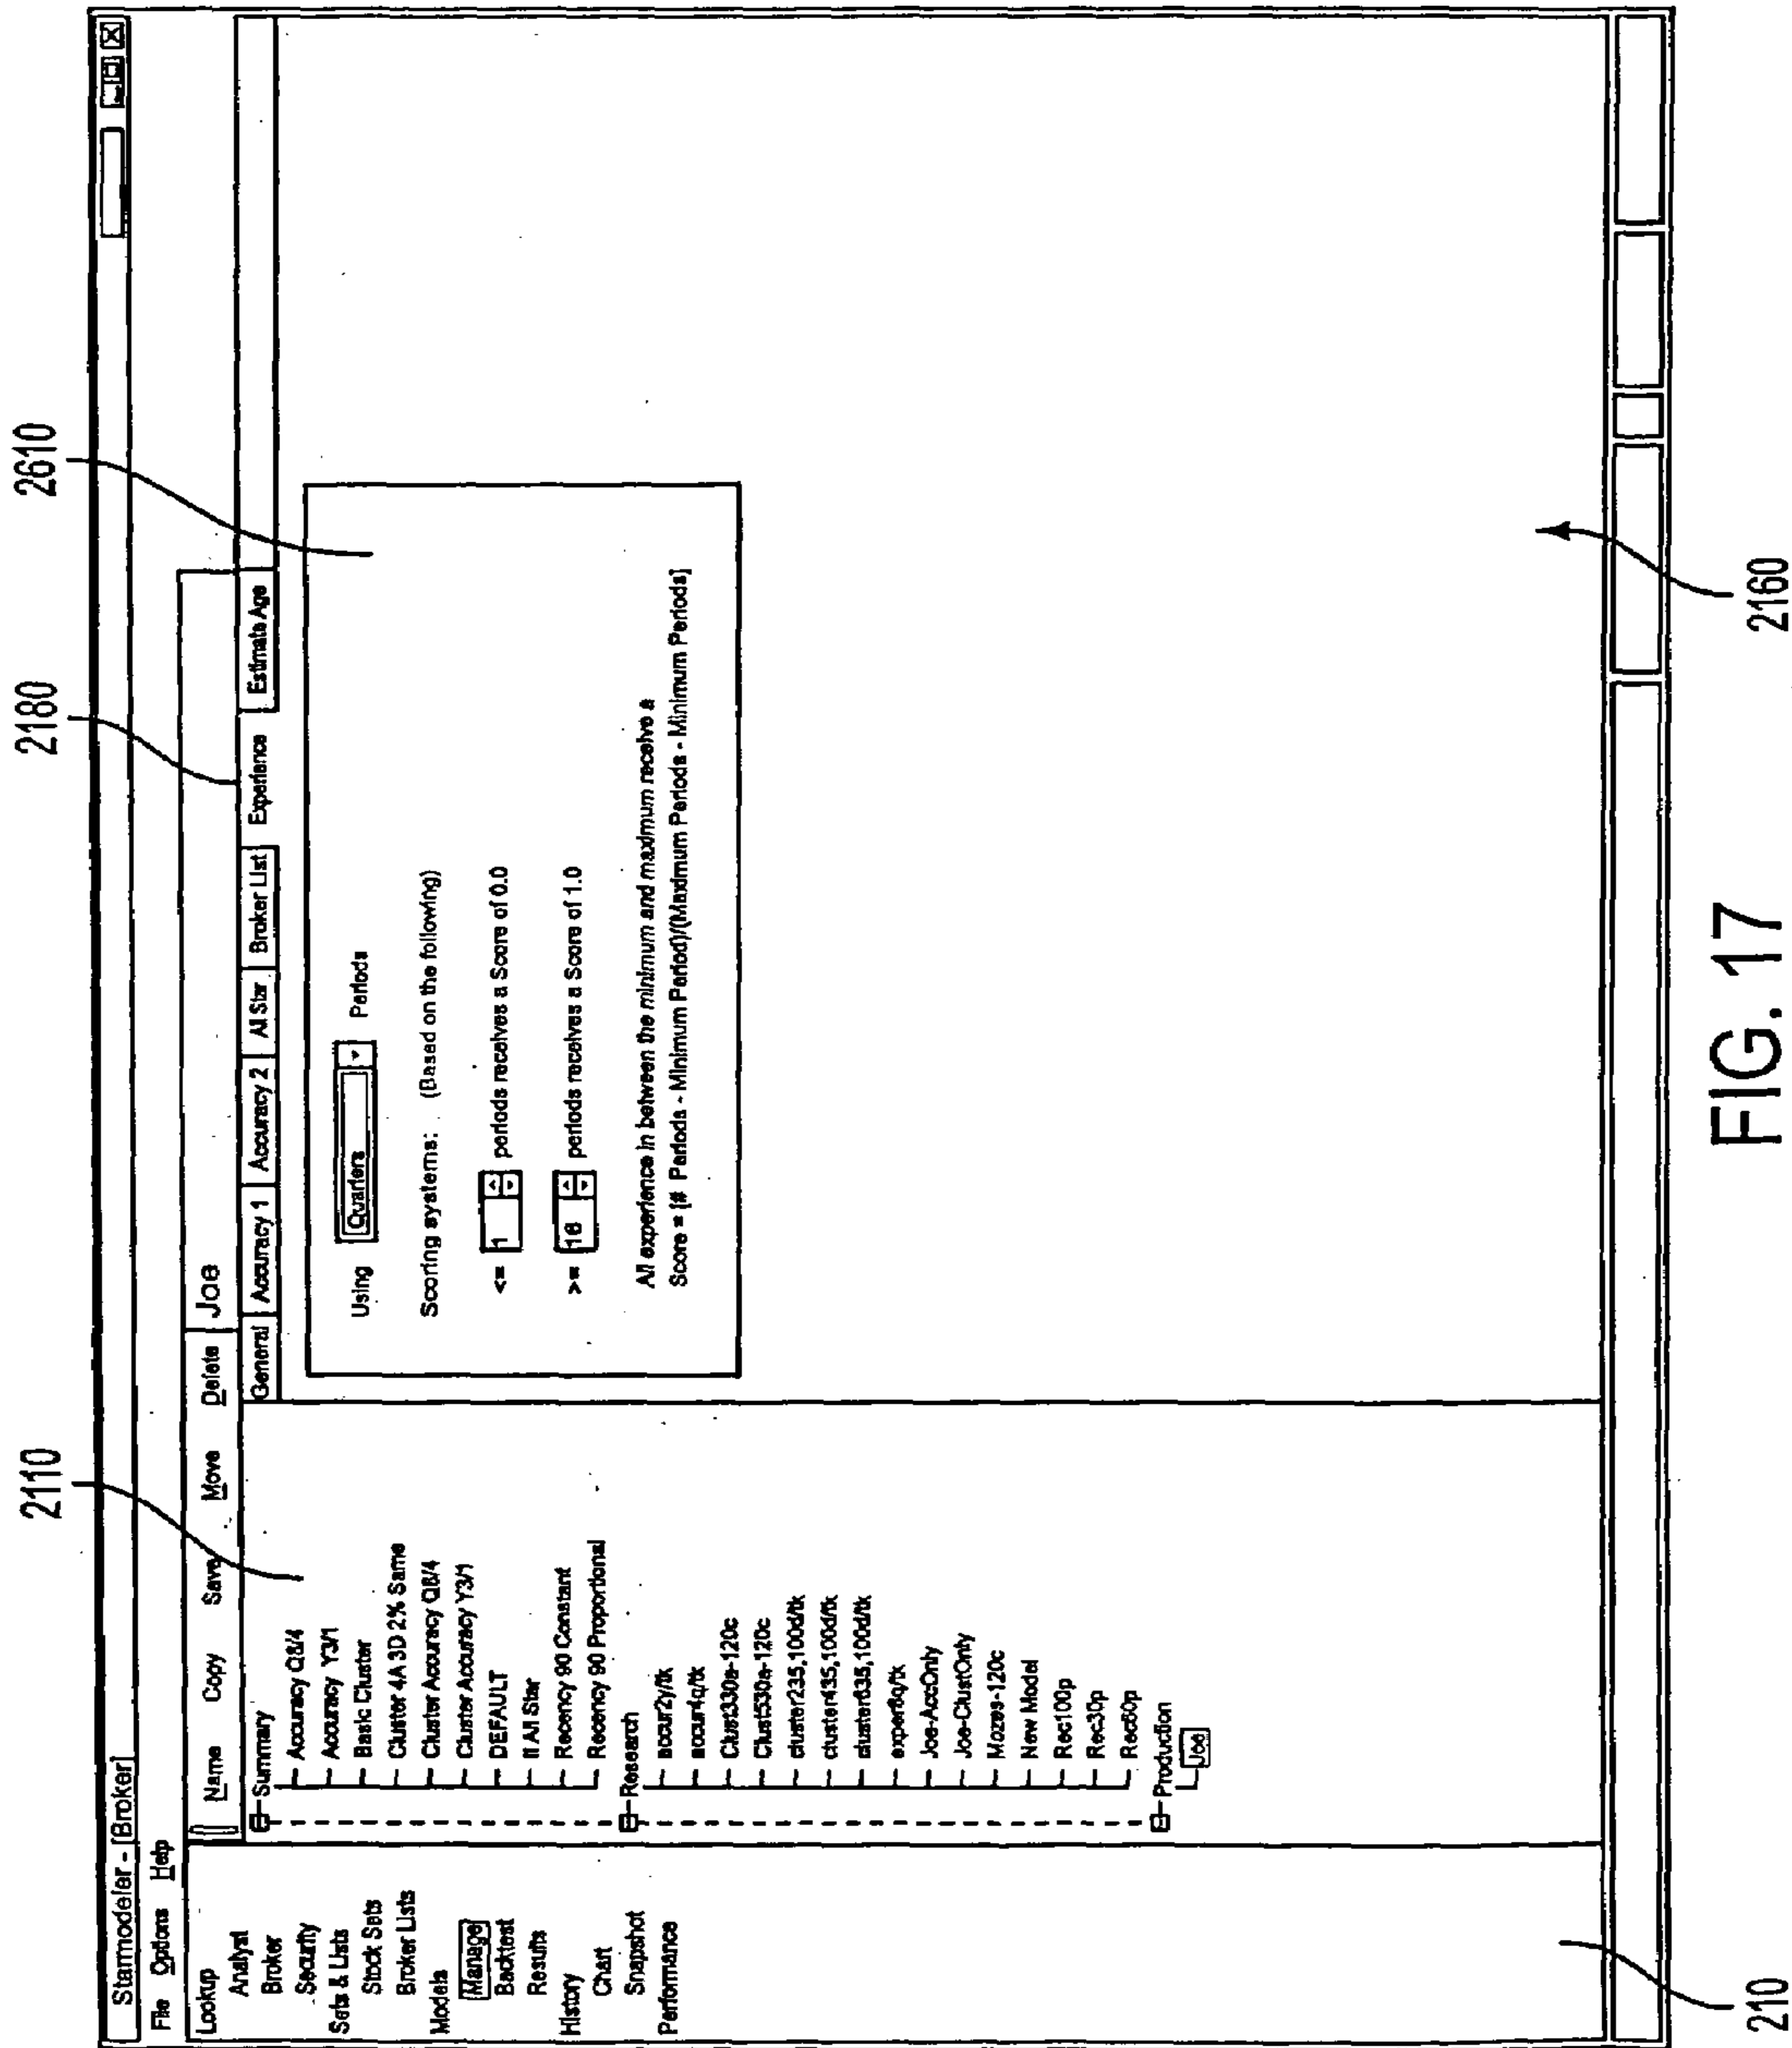 Starmodeler - [Broker]
File Options Help
Lookup
Analyst
Broker
Security
Sets & Lists
Stock Sets
Broker Lists
Models
Manage
Backtest
Results
History
Chart
Snapshot
Performance
Name Copy Save Move Delete Joe
Summary
Accuracy Q8/4
Accuracy Y3/1
Basic Cluster
Cluster 4A 3D 2% Same
Cluster Accuracy Q8/4
Cluster Accuracy Y3/1
DEFAULT
II All Star
Recency 90 Constant
Recency 90 Proportional
Research
accur2y/tk
accur4q/tk
Clust330a-120c
Clust530a-120c
cluster235,100d/tk
cluster435,100d/tk
cluster635,100d/tk
exper8q/tk
Joe-AccOnly
Joe-ClustOnly
Mozes-120c
New Model
Rec100p
Rec30p
Rec60p
Production
Joe
General Accuracy 1 Accuracy 2 All Star Broker List Experience Estimate Age
Using Quarters Periods
Scoring systems: (Based on the following)
<= 1 periods receives a Score of 0.0
>= 16 periods receives a Score of 1.0
All experience in between the minimum and maximum receive a
Score = [# Periods - Minimum Period)/(Maximum Periods - Minimum Periods]
2110
2180
2610
210
2160
FIG. 17